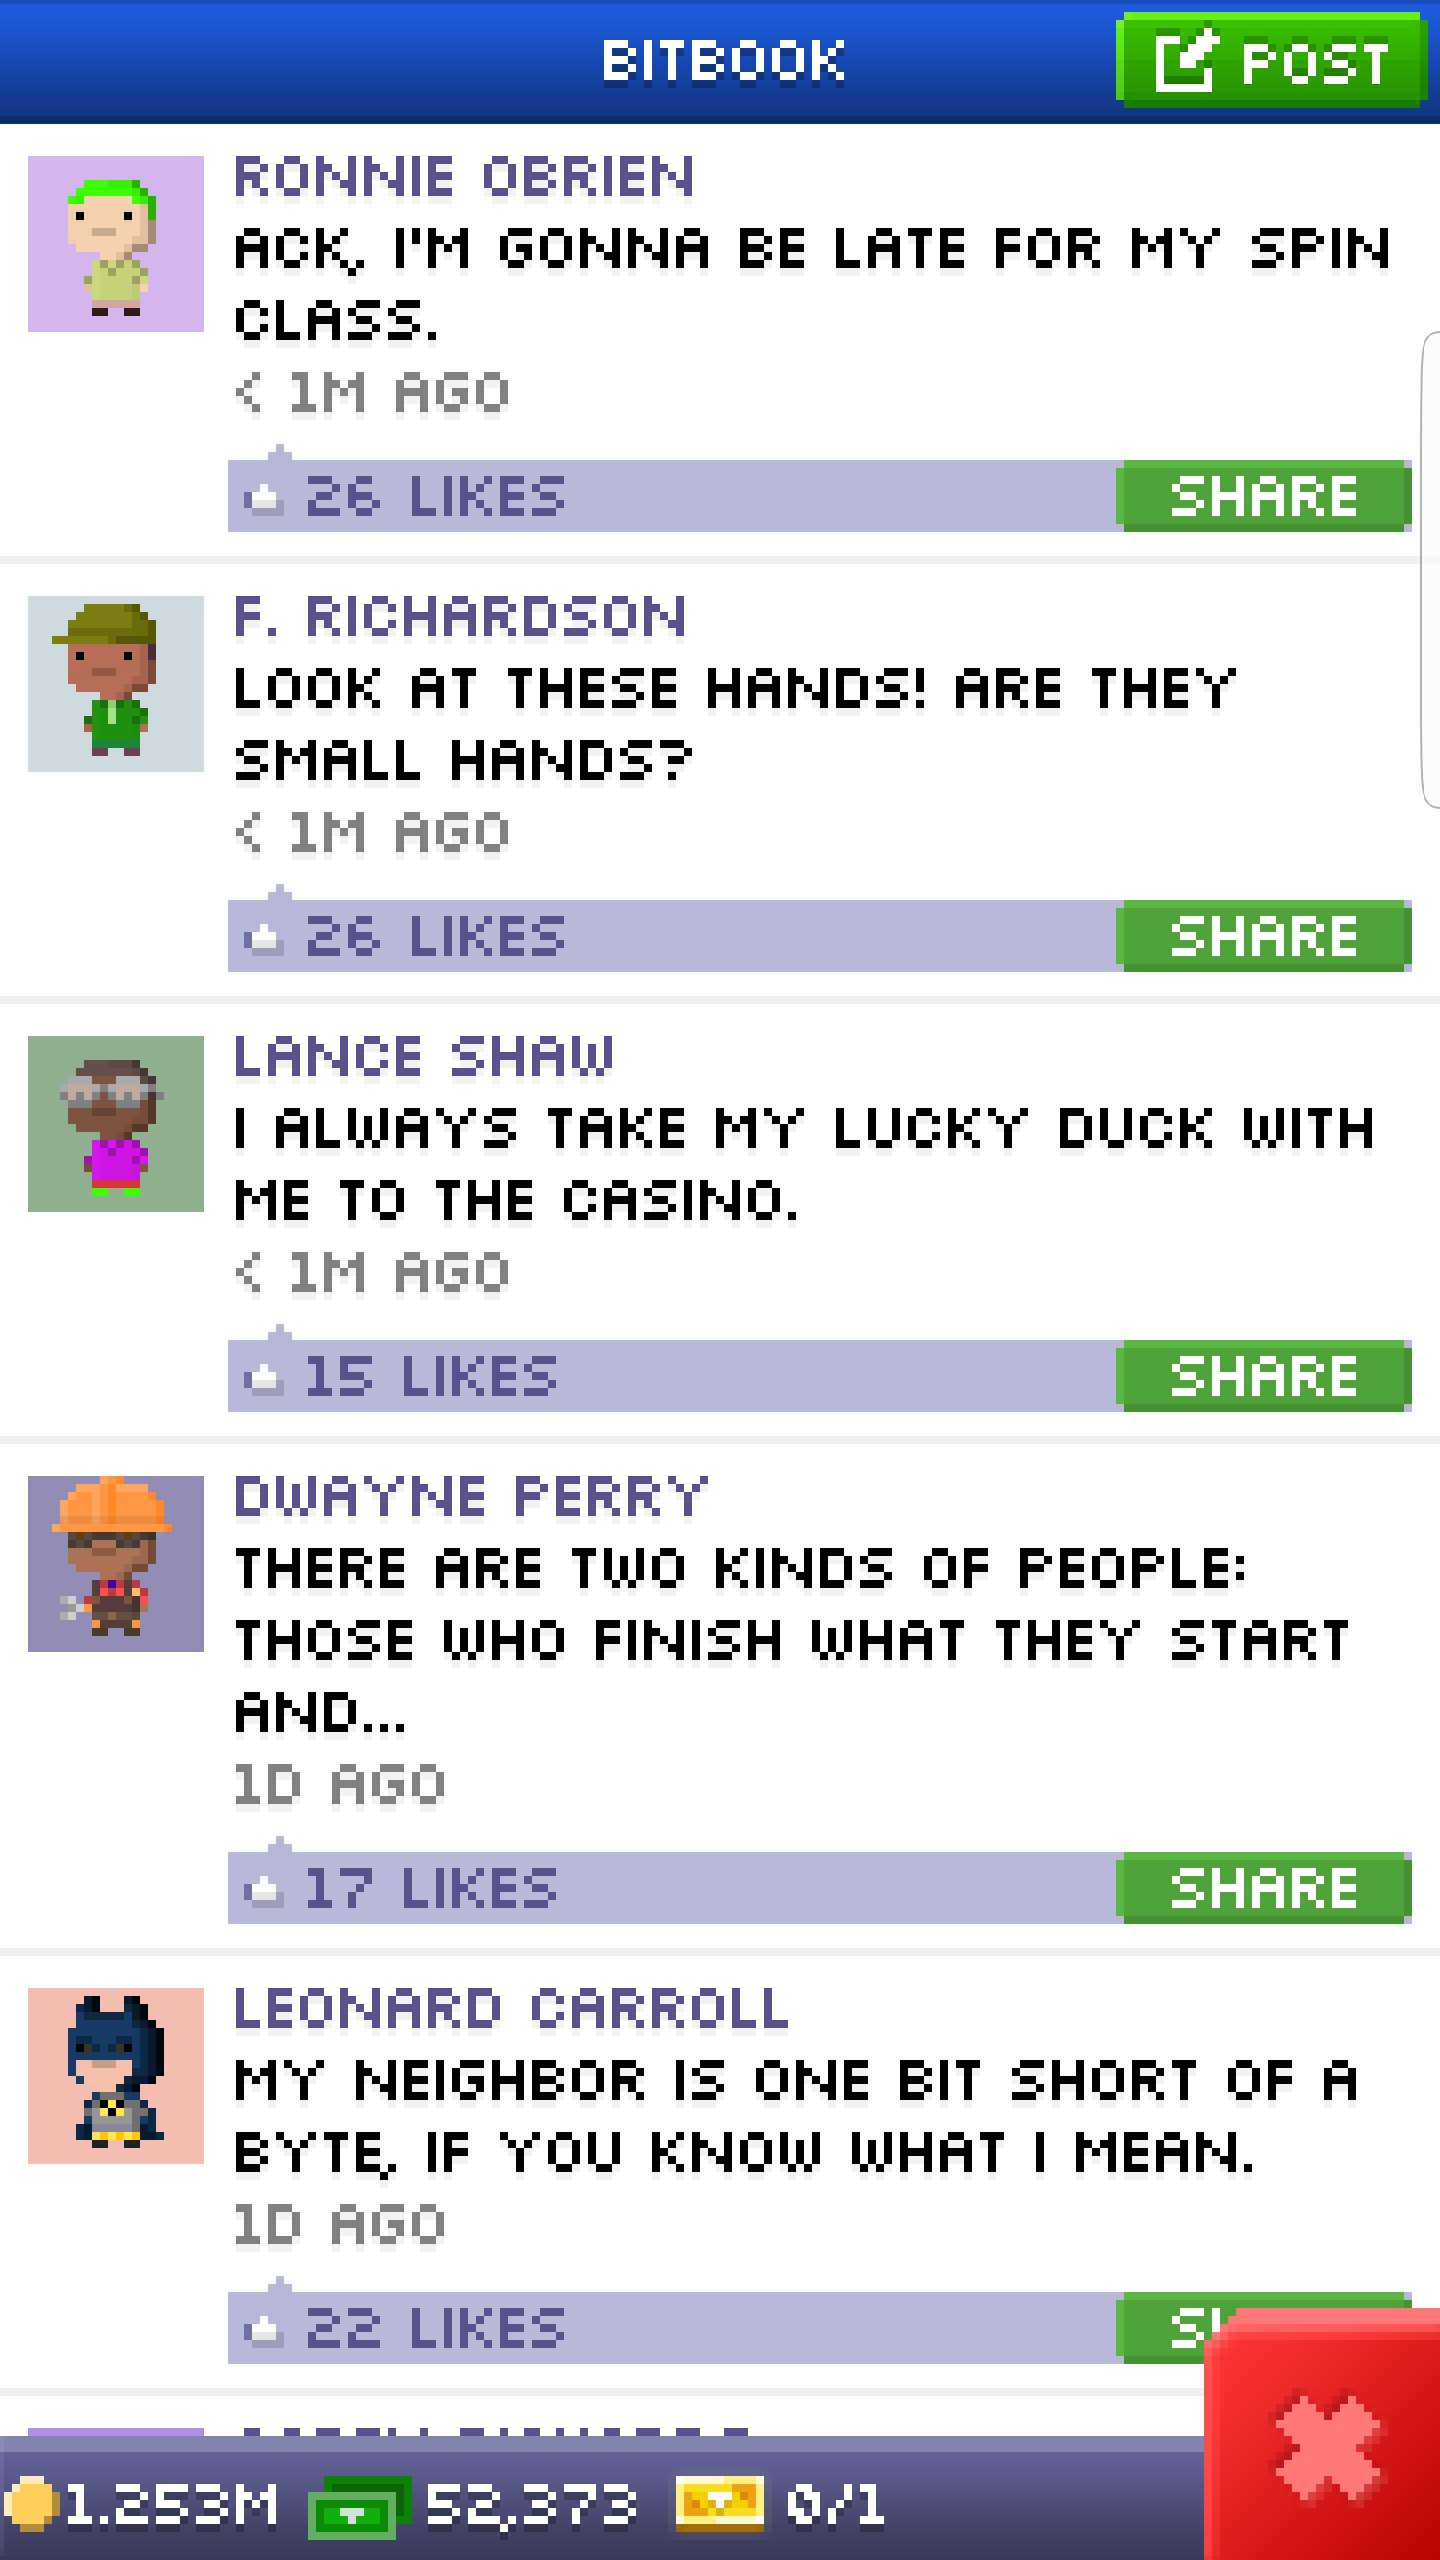 BITBOOK
POST
RONNIE OBRIEN
ACK, I'M GONNA BE LATE FOR MY SPIN
CLASS.
< 1M AGO
26 LIKES
SHARE
F. RICHARDSON
LOOK AT THESE HANDS! ARE THEY
SMALL HANDS?
< 1M AGO
26 LIKES
SHARE
LANCE SHAW
I ALWAYS TAKE MY LUCKY DUCK WITH
ME TO THE CASINO.
< 1M AGO
15 LIKES
SHARE
DWAYNE PERRY
THERE ARE TWO KINDS OF PEOPLE:
THOSE WHO FINISH WHAT THEY START
AND...
1D AGO
17 LIKES
SHARE
LEONARD CARROLL
MY NEIGHBOR IS ONE BIT SHORT OF A
BYTE, IF YOU KNOW WHAT I MEAN.
1D AGO
22 LIKES
1.253M
52,373
0/1